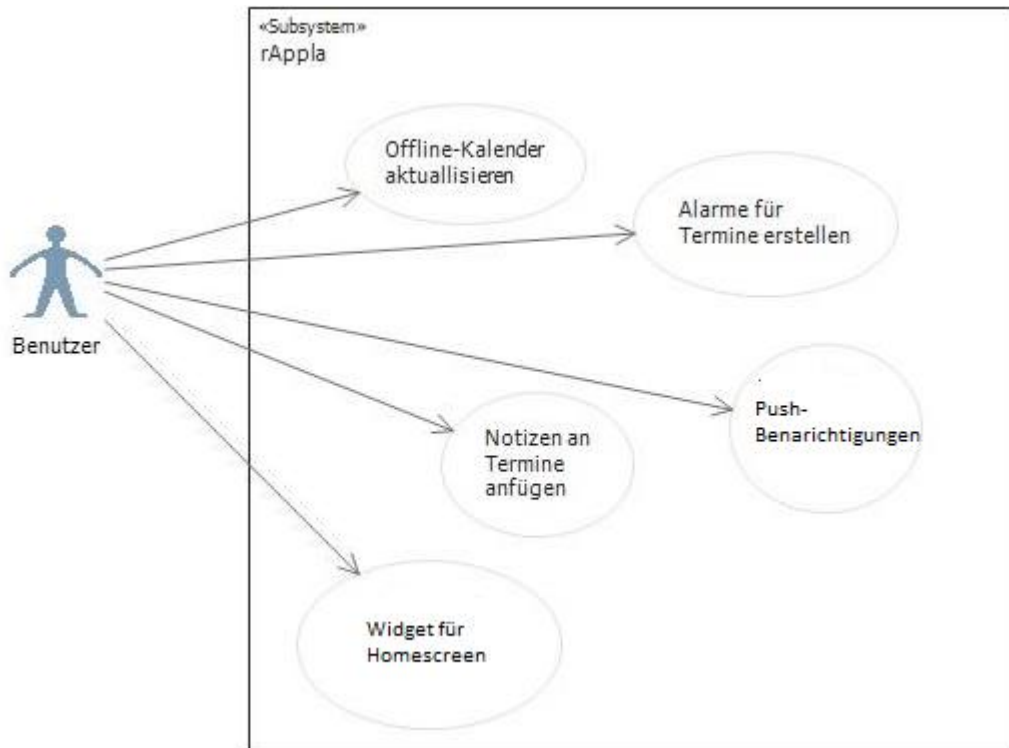 «Subsystem»
rAppla
Offline-Kalender
aktuallisieren
Alarme für
Termine erstellen
Benutzer
Push-
Benarichtigungen
Notizen an
Termine
anfügen
Widget für
Homescreen